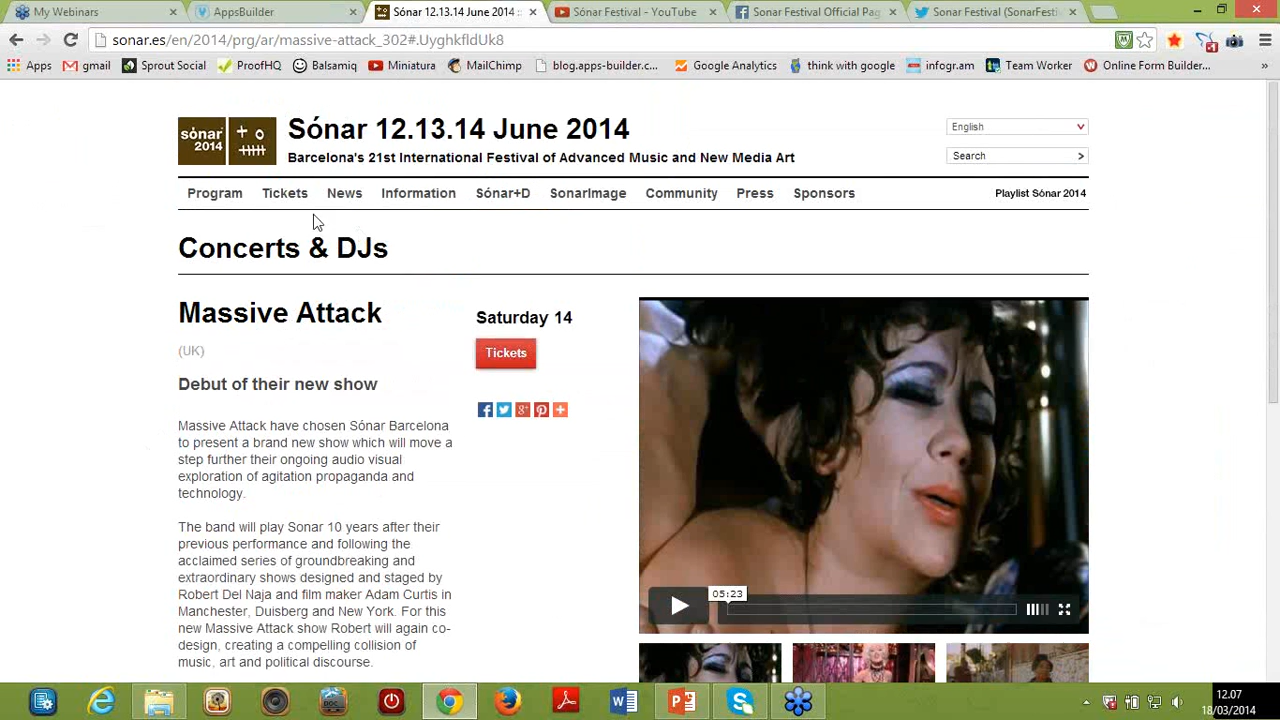 My Webinars
AppsBuilder
Sónar 12.13.14 June 2014
Sónar Festival - YouTube
Sonar Festival Official Pag
Sonar Festival (SonarFesti
sonar.es/en/2014/prg/ar/massive-attack_302#.UyghkfldUk8
Apps
gmail
Sprout Social
ProofHQ
Balsamiq
Miniatura
MailChimp
blog.apps-builder.c...
Google Analytics
think with google
infogr.am
Team Worker
Online Form Builder...
»
sónar 2014
Sónar 12.13.14 June 2014
Barcelona's 21st International Festival of Advanced Music and New Media Art
English
Search
Program Tickets News Information Sónar+D SonarImage Community Press Sponsors
Playlist Sónar 2014
Concerts & DJs
Massive Attack
(UK)
Debut of their new show
Massive Attack have chosen Sónar Barcelona
to present a brand new show which will move a
step further their ongoing audio visual
exploration of agitation propaganda and
technology.
The band will play Sonar 10 years after their
previous performance and following the
acclaimed series of groundbreaking and
extraordinary shows designed and staged by
Robert Del Naja and film maker Adam Curtis in
Manchester, Duisberg and New York. For this
new Massive Attack show Robert will again co-
design, creating a compelling collision of
music, art and political discourse.
Saturday 14
Tickets
05:23
12.07
18/03/2014